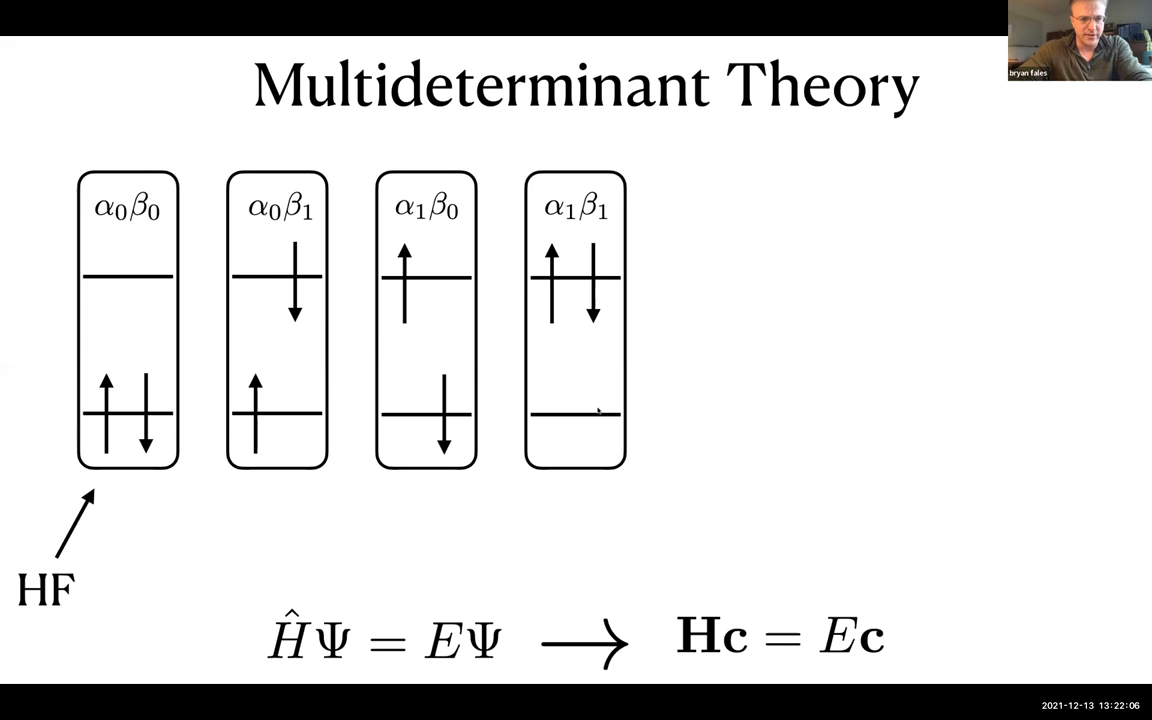 bryan fales
Multideterminant Theory
α₀β₀ α₀β₁ α₁β₀ α₁β₁
HF
ĤΨ = EΨ ⟶ Hc = Ec
2021-12-13 13:22:06